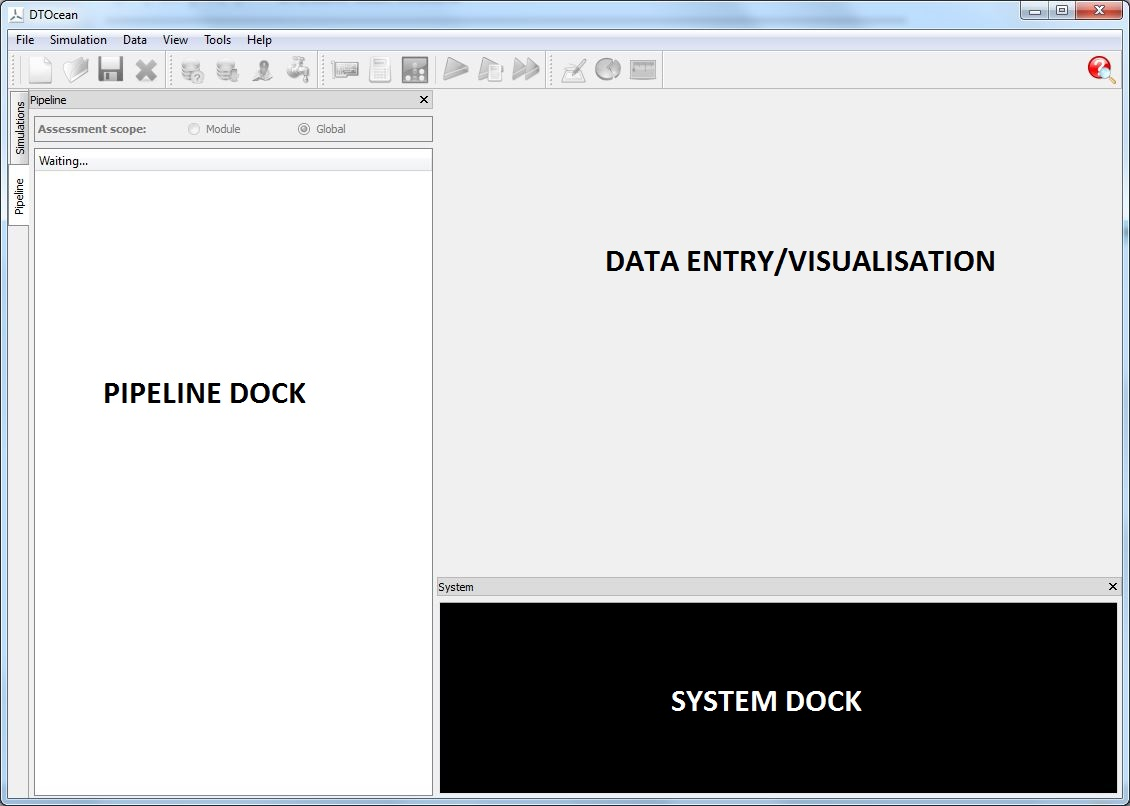 DTOcean
File Simulation Data View Tools Help
Simulations
Pipeline
Pipeline
Assessment scope: Module Global
Waiting...
DATA ENTRY/VISUALISATION
PIPELINE DOCK
System
SYSTEM DOCK